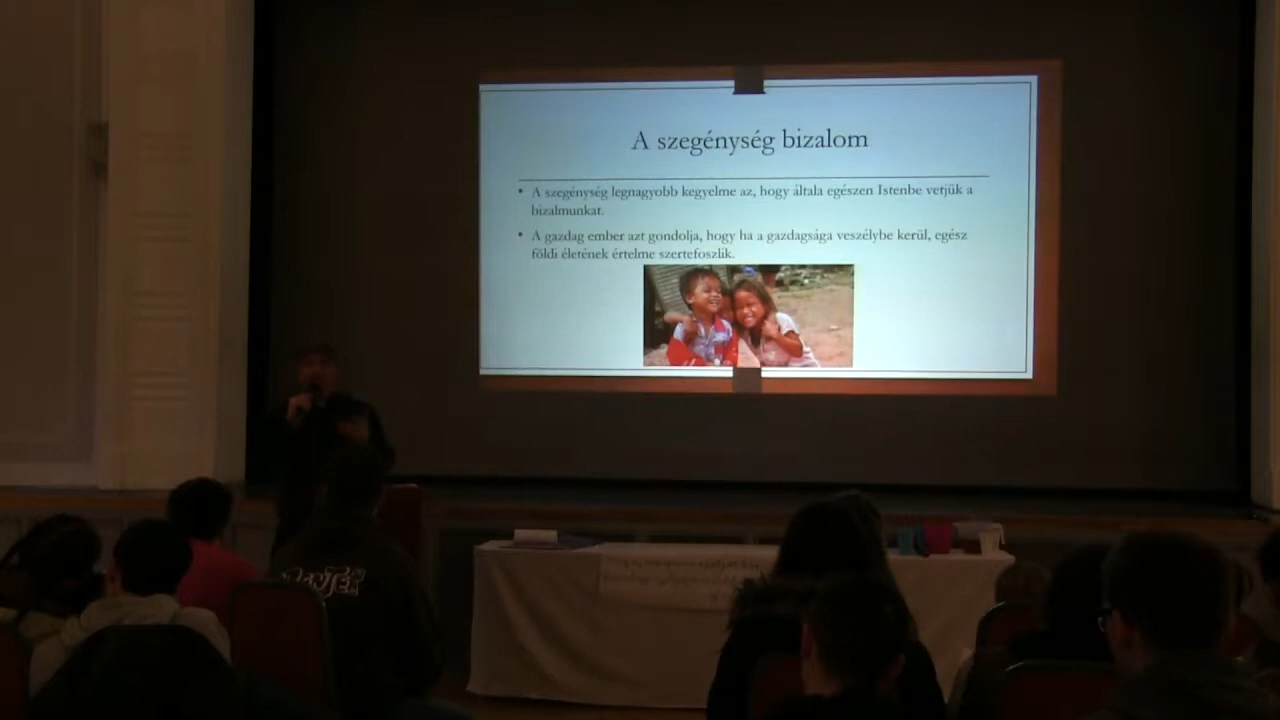 A szegénység bizalom
• A szegénység legnagyobb kegyelme az, hogy általa egészen Istenbe vetjük a
bizalmunkat.
• A gazdag ember azt gondolja, hogy ha a gazdagsága veszélybe kerül, egész
földi életének értelme szertefoszlik.